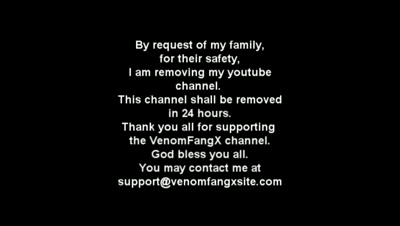 By request of my family,
for their safety,
I am removing my youtube
channel.
This channel shall be removed
in 24 hours.
Thank you all for supporting
the VenomFangX channel.
God bless you all.
You may contact me at
support@venomfangxsite.com